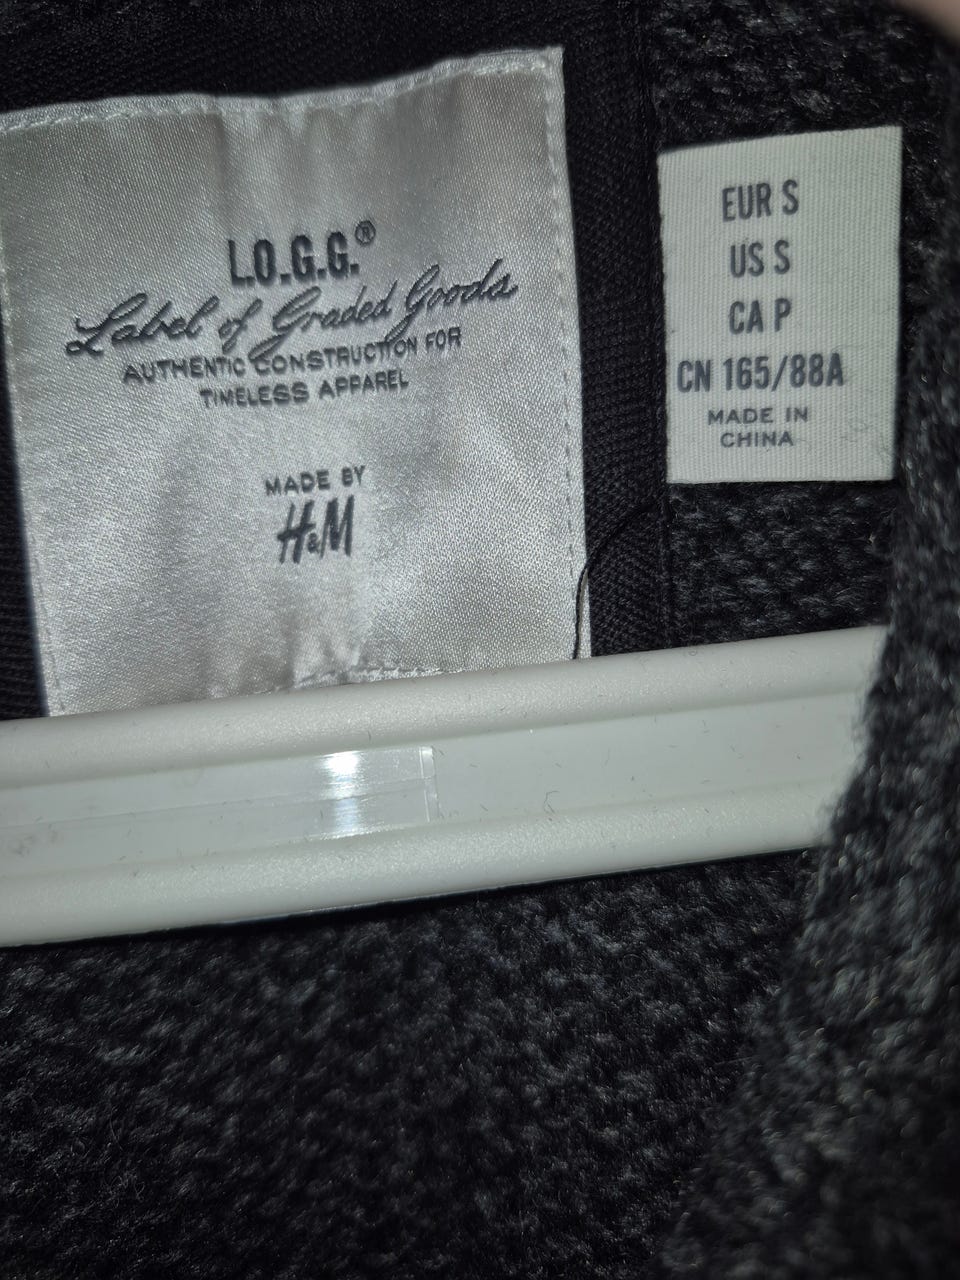 L.O.G.G.®
Label of Graded Goods
AUTHENTIC CONSTRUCTION FOR
TIMELESS APPAREL
MADE BY
H&M
EUR S
US S
CA P
CN 165/88A
MADE IN
CHINA